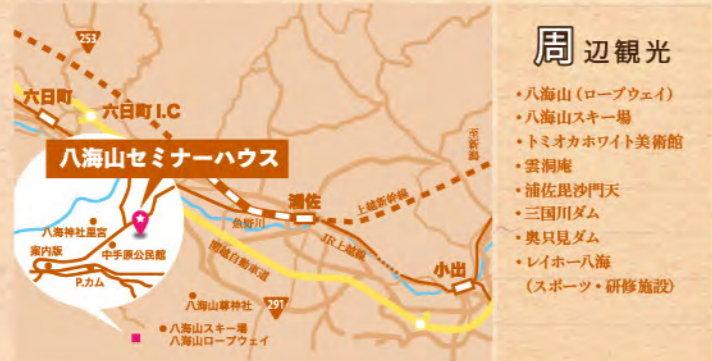 253
六日町
六日町 I.C
八海山セミナーハウス
至新潟
浦佐
上越新幹線
魚野川
八海神社里宮
JR上越線
案内版
中手原公民館
関越自動車道
小出
P.カム
八海山尊神社
291
八海山スキー場
八海山ロープウェイ
周辺観光
・八海山(ロープウェイ)
・八海山スキー場
・トミオカホワイト美術館
・雲洞庵
・浦佐毘沙門天
・三国川ダム
・奥只見ダム
・レイホー八海
(スポーツ・研修施設)